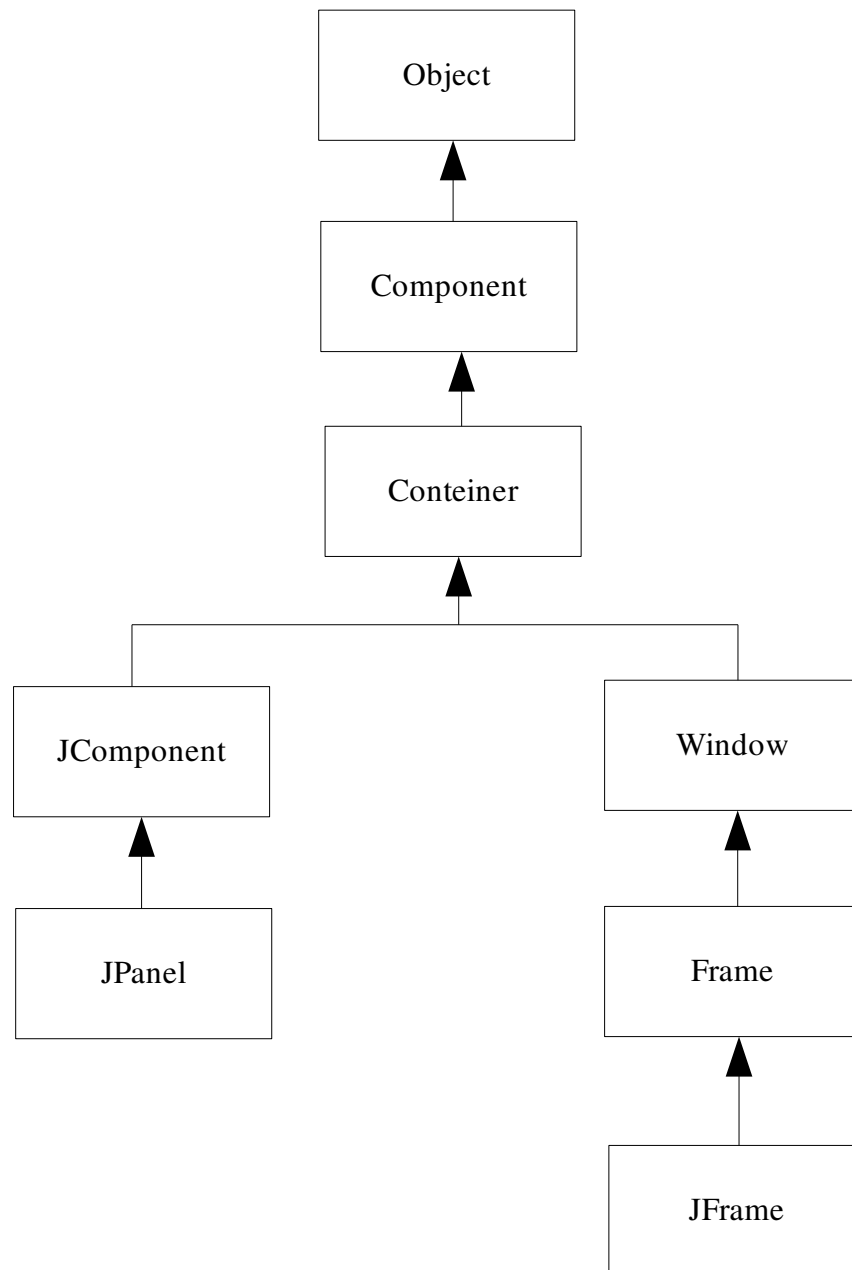 Object
Component
Conteiner
JComponent
Window
JPanel
Frame
JFrame